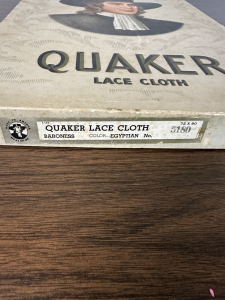 QUAKER
LACE CLOTH
QUAKER LACE CLOTH
72 X 90
BARONESS COLOR EGYPTIAN No. 5180